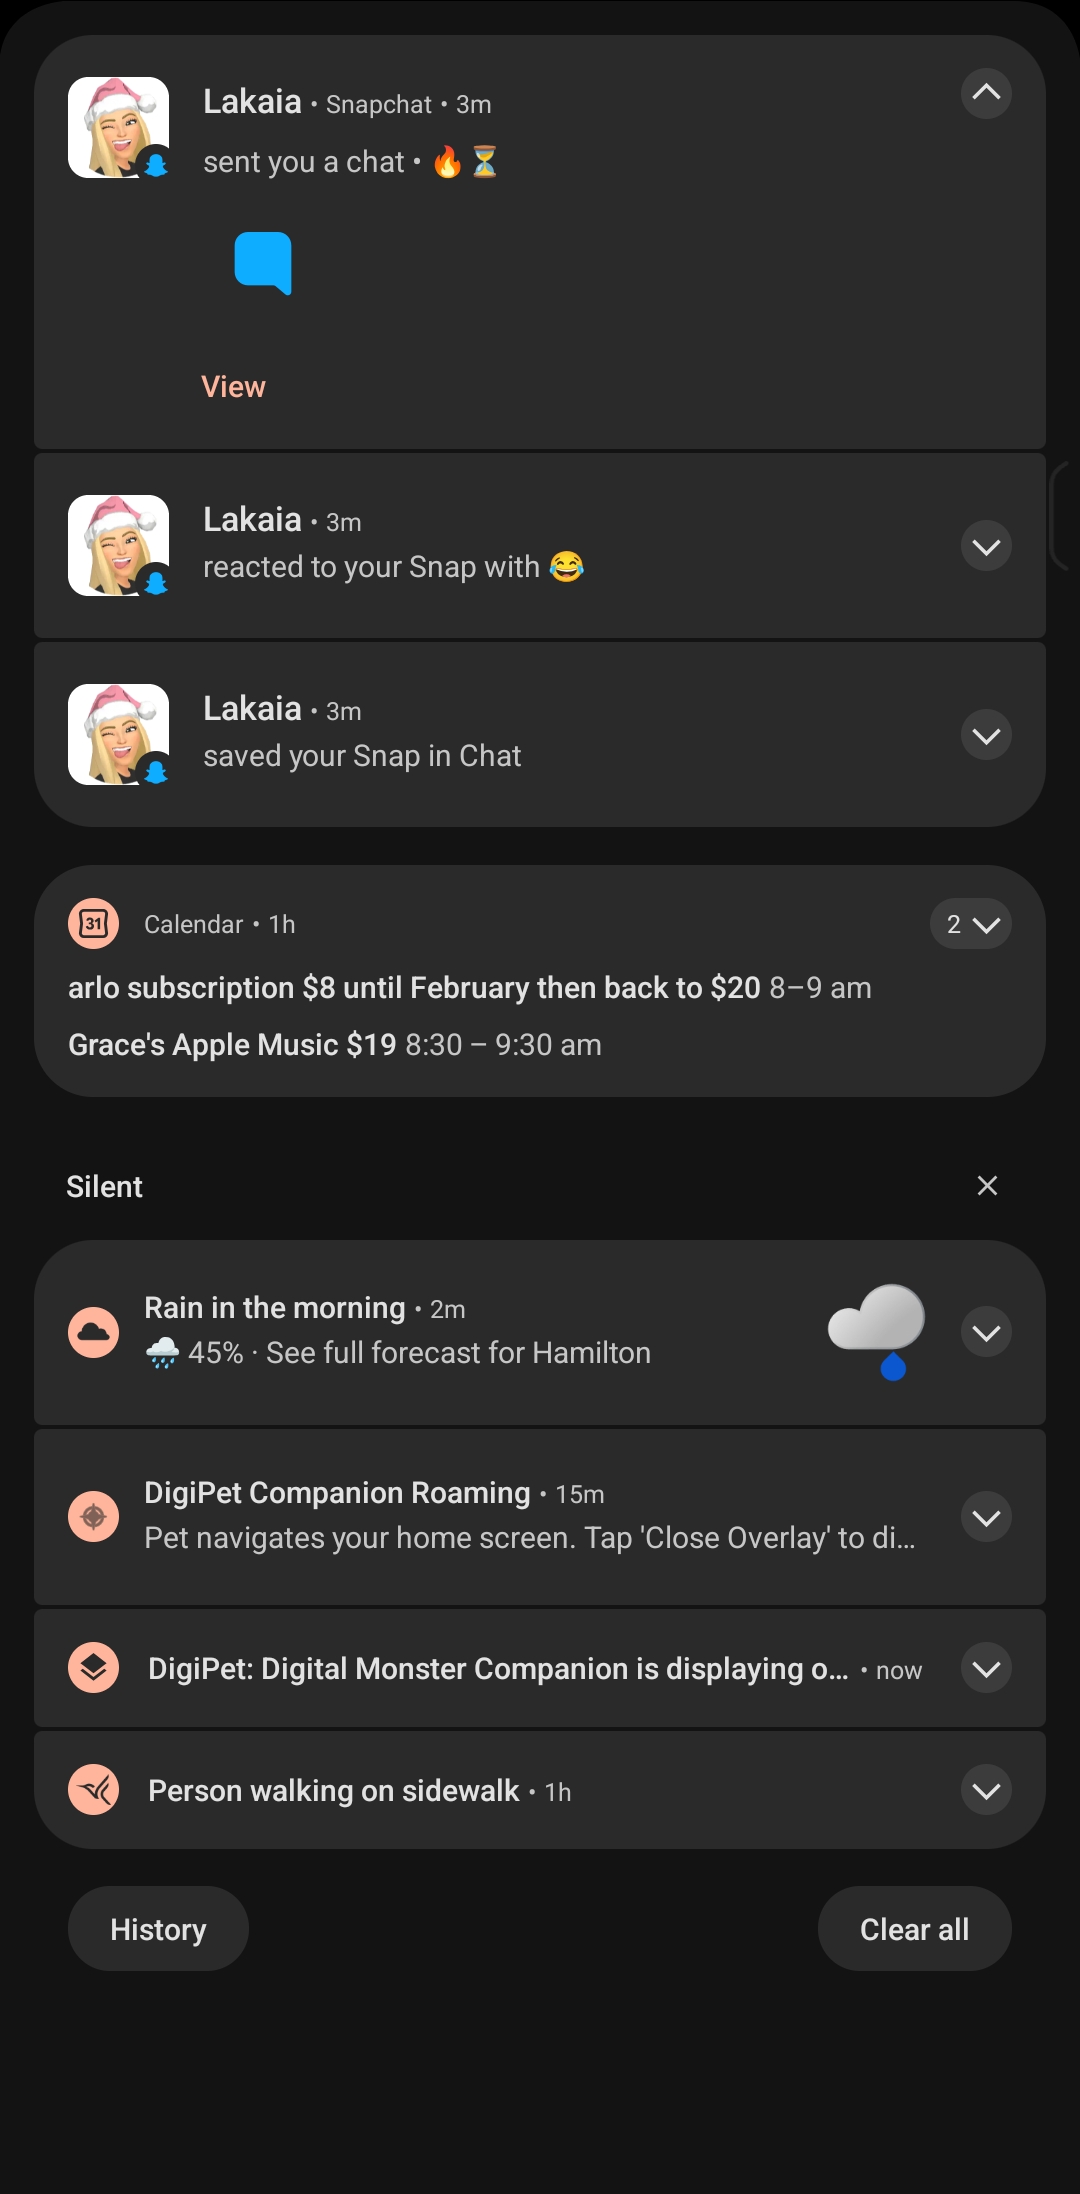 Lakaia • Snapchat • 3m
sent you a chat • 🔥⏳
View
Lakaia • 3m
reacted to your Snap with 😂
Lakaia • 3m
saved your Snap in Chat
31 Calendar • 1h 2
arlo subscription $8 until February then back to $20 8–9 am
Grace's Apple Music $19 8:30 – 9:30 am
Silent
Rain in the morning • 2m
🌧️ 45% · See full forecast for Hamilton
DigiPet Companion Roaming • 15m
Pet navigates your home screen. Tap 'Close Overlay' to di…
DigiPet: Digital Monster Companion is displaying o… • now
Person walking on sidewalk • 1h
History Clear all